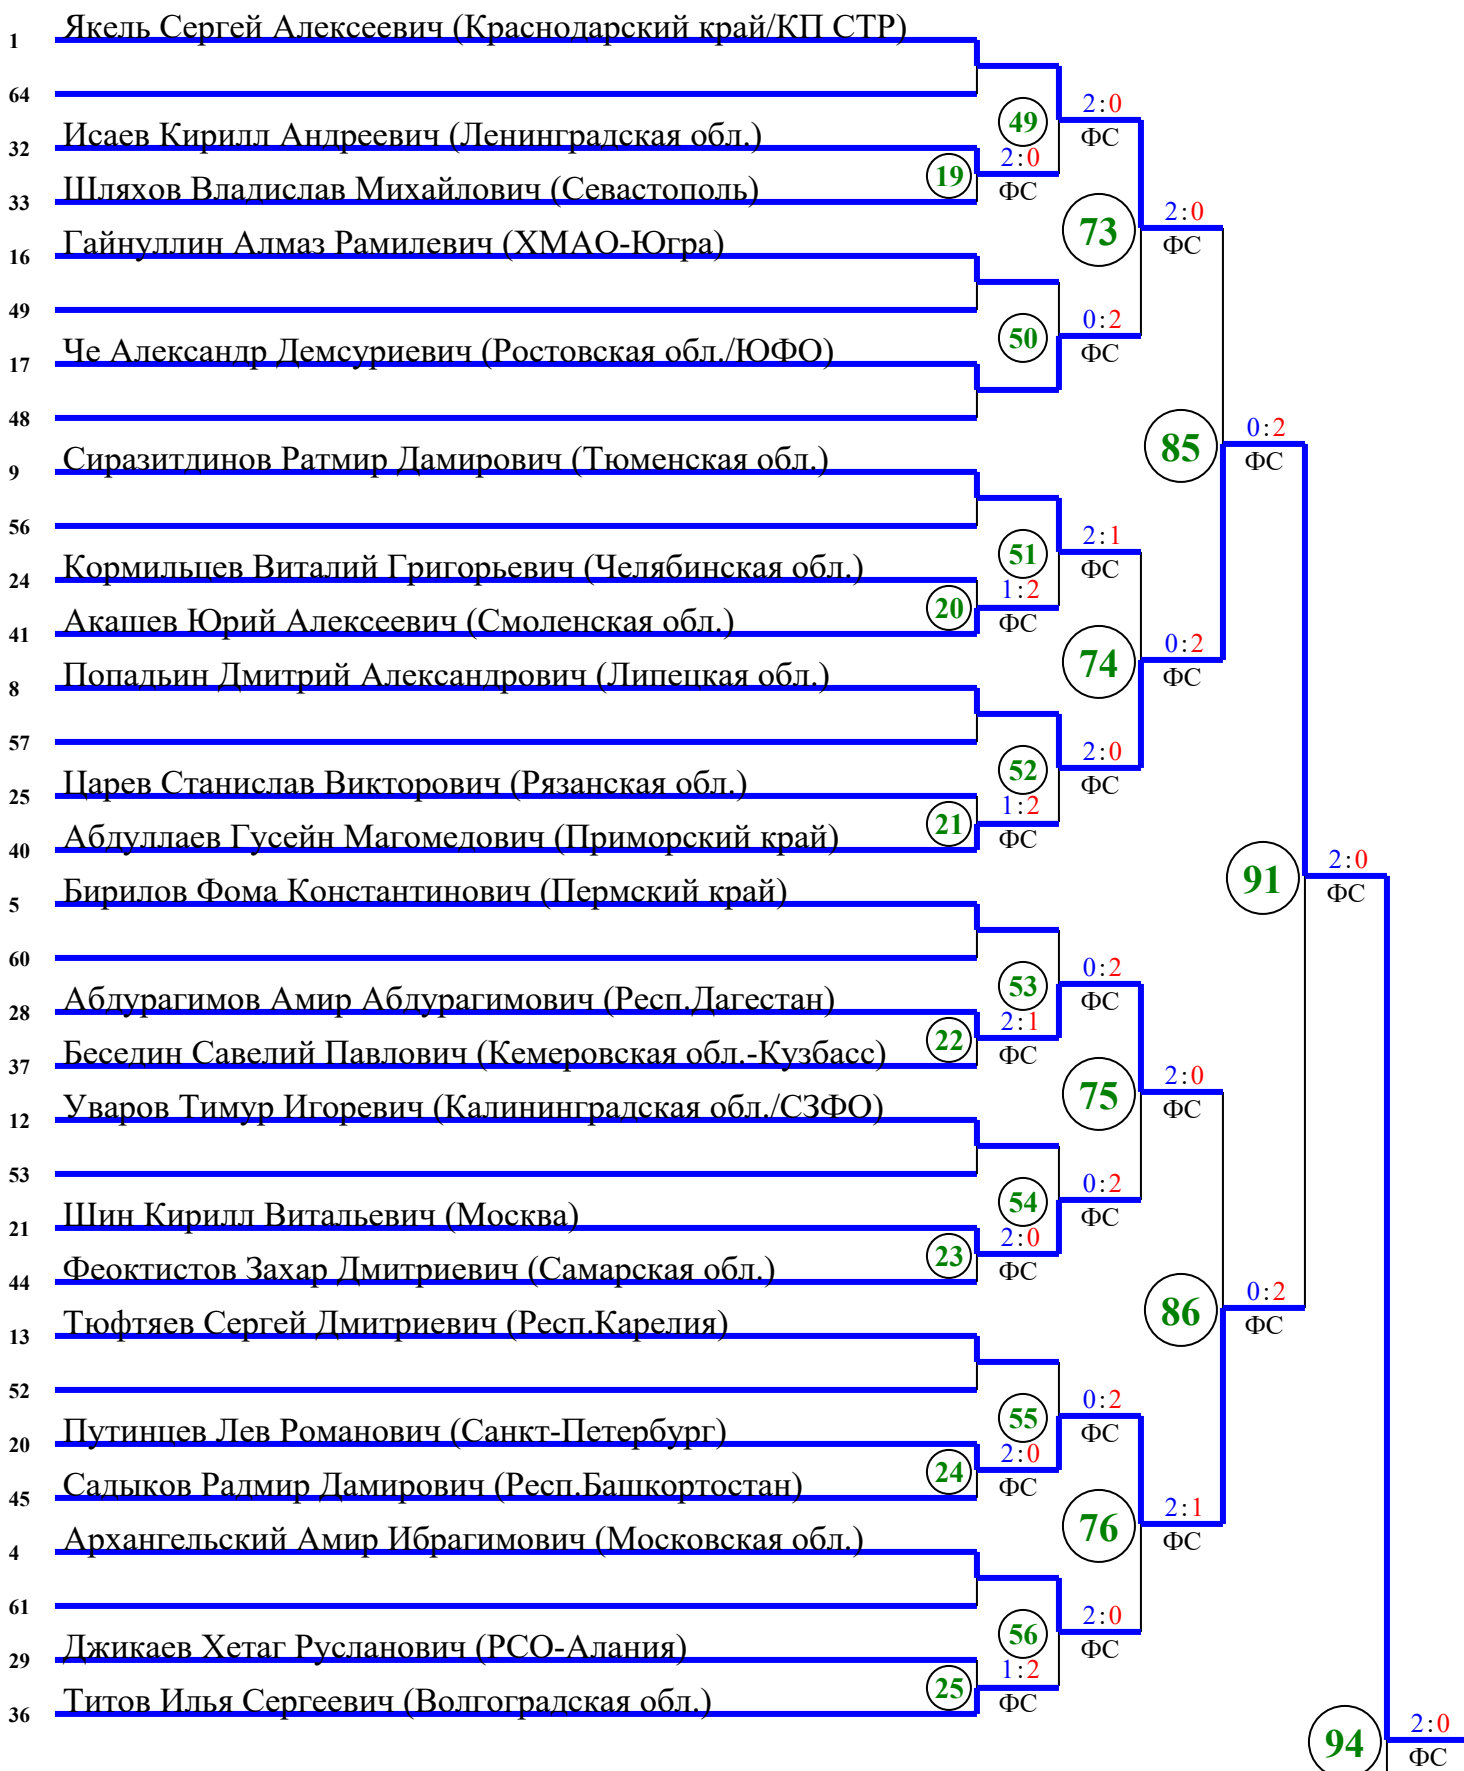 Якель Сергей Алексеевич (Краснодарский край/КП СТР)
1
64
49
2:0
ФС
Исаев Кирилл Андреевич (Ленинградская обл.)
32
19
2:0
ФС
Шляхов Владислав Михайлович (Севастополь)
33
73
2:0
ФС
Гайнуллин Алмаз Рамилевич (ХМАО-Югра)
16
49
50
0:2
ФС
Че Александр Демсуриевич (Ростовская обл./ЮФО)
17
48
85
0:2
ФС
Сиразитдинов Ратмир Дамирович (Тюменская обл.)
9
56
51
2:1
ФС
Кормильцев Виталий Григорьевич (Челябинская обл.)
24
20
1:2
ФС
Акашев Юрий Алексеевич (Смоленская обл.)
41
74
0:2
ФС
Попадьин Дмитрий Александрович (Липецкая обл.)
8
57
52
2:0
ФС
Царев Станислав Викторович (Рязанская обл.)
25
21
1:2
ФС
Абдуллаев Гусейн Магомедович (Приморский край)
40
91
2:0
ФС
Бирилов Фома Константинович (Пермский край)
5
60
53
0:2
ФС
Абдурагимов Амир Абдурагимович (Респ.Дагестан)
28
22
2:1
ФС
Беседин Савелий Павлович (Кемеровская обл.-Кузбасс)
37
75
2:0
ФС
Уваров Тимур Игоревич (Калининградская обл./СЗФО)
12
53
54
0:2
ФС
Шин Кирилл Витальевич (Москва)
21
23
2:0
ФС
Феоктистов Захар Дмитриевич (Самарская обл.)
44
86
0:2
ФС
Тюфтяев Сергей Дмитриевич (Респ.Карелия)
13
52
55
0:2
ФС
Путинцев Лев Романович (Санкт-Петербург)
20
24
2:0
ФС
Садыков Радмир Дамирович (Респ.Башкортостан)
45
76
2:1
ФС
Архангельский Амир Ибрагимович (Московская обл.)
4
61
56
2:0
ФС
Джикаев Хетаг Русланович (РСО-Алания)
29
25
1:2
ФС
Титов Илья Сергеевич (Волгоградская обл.)
36
94
2:0
ФС